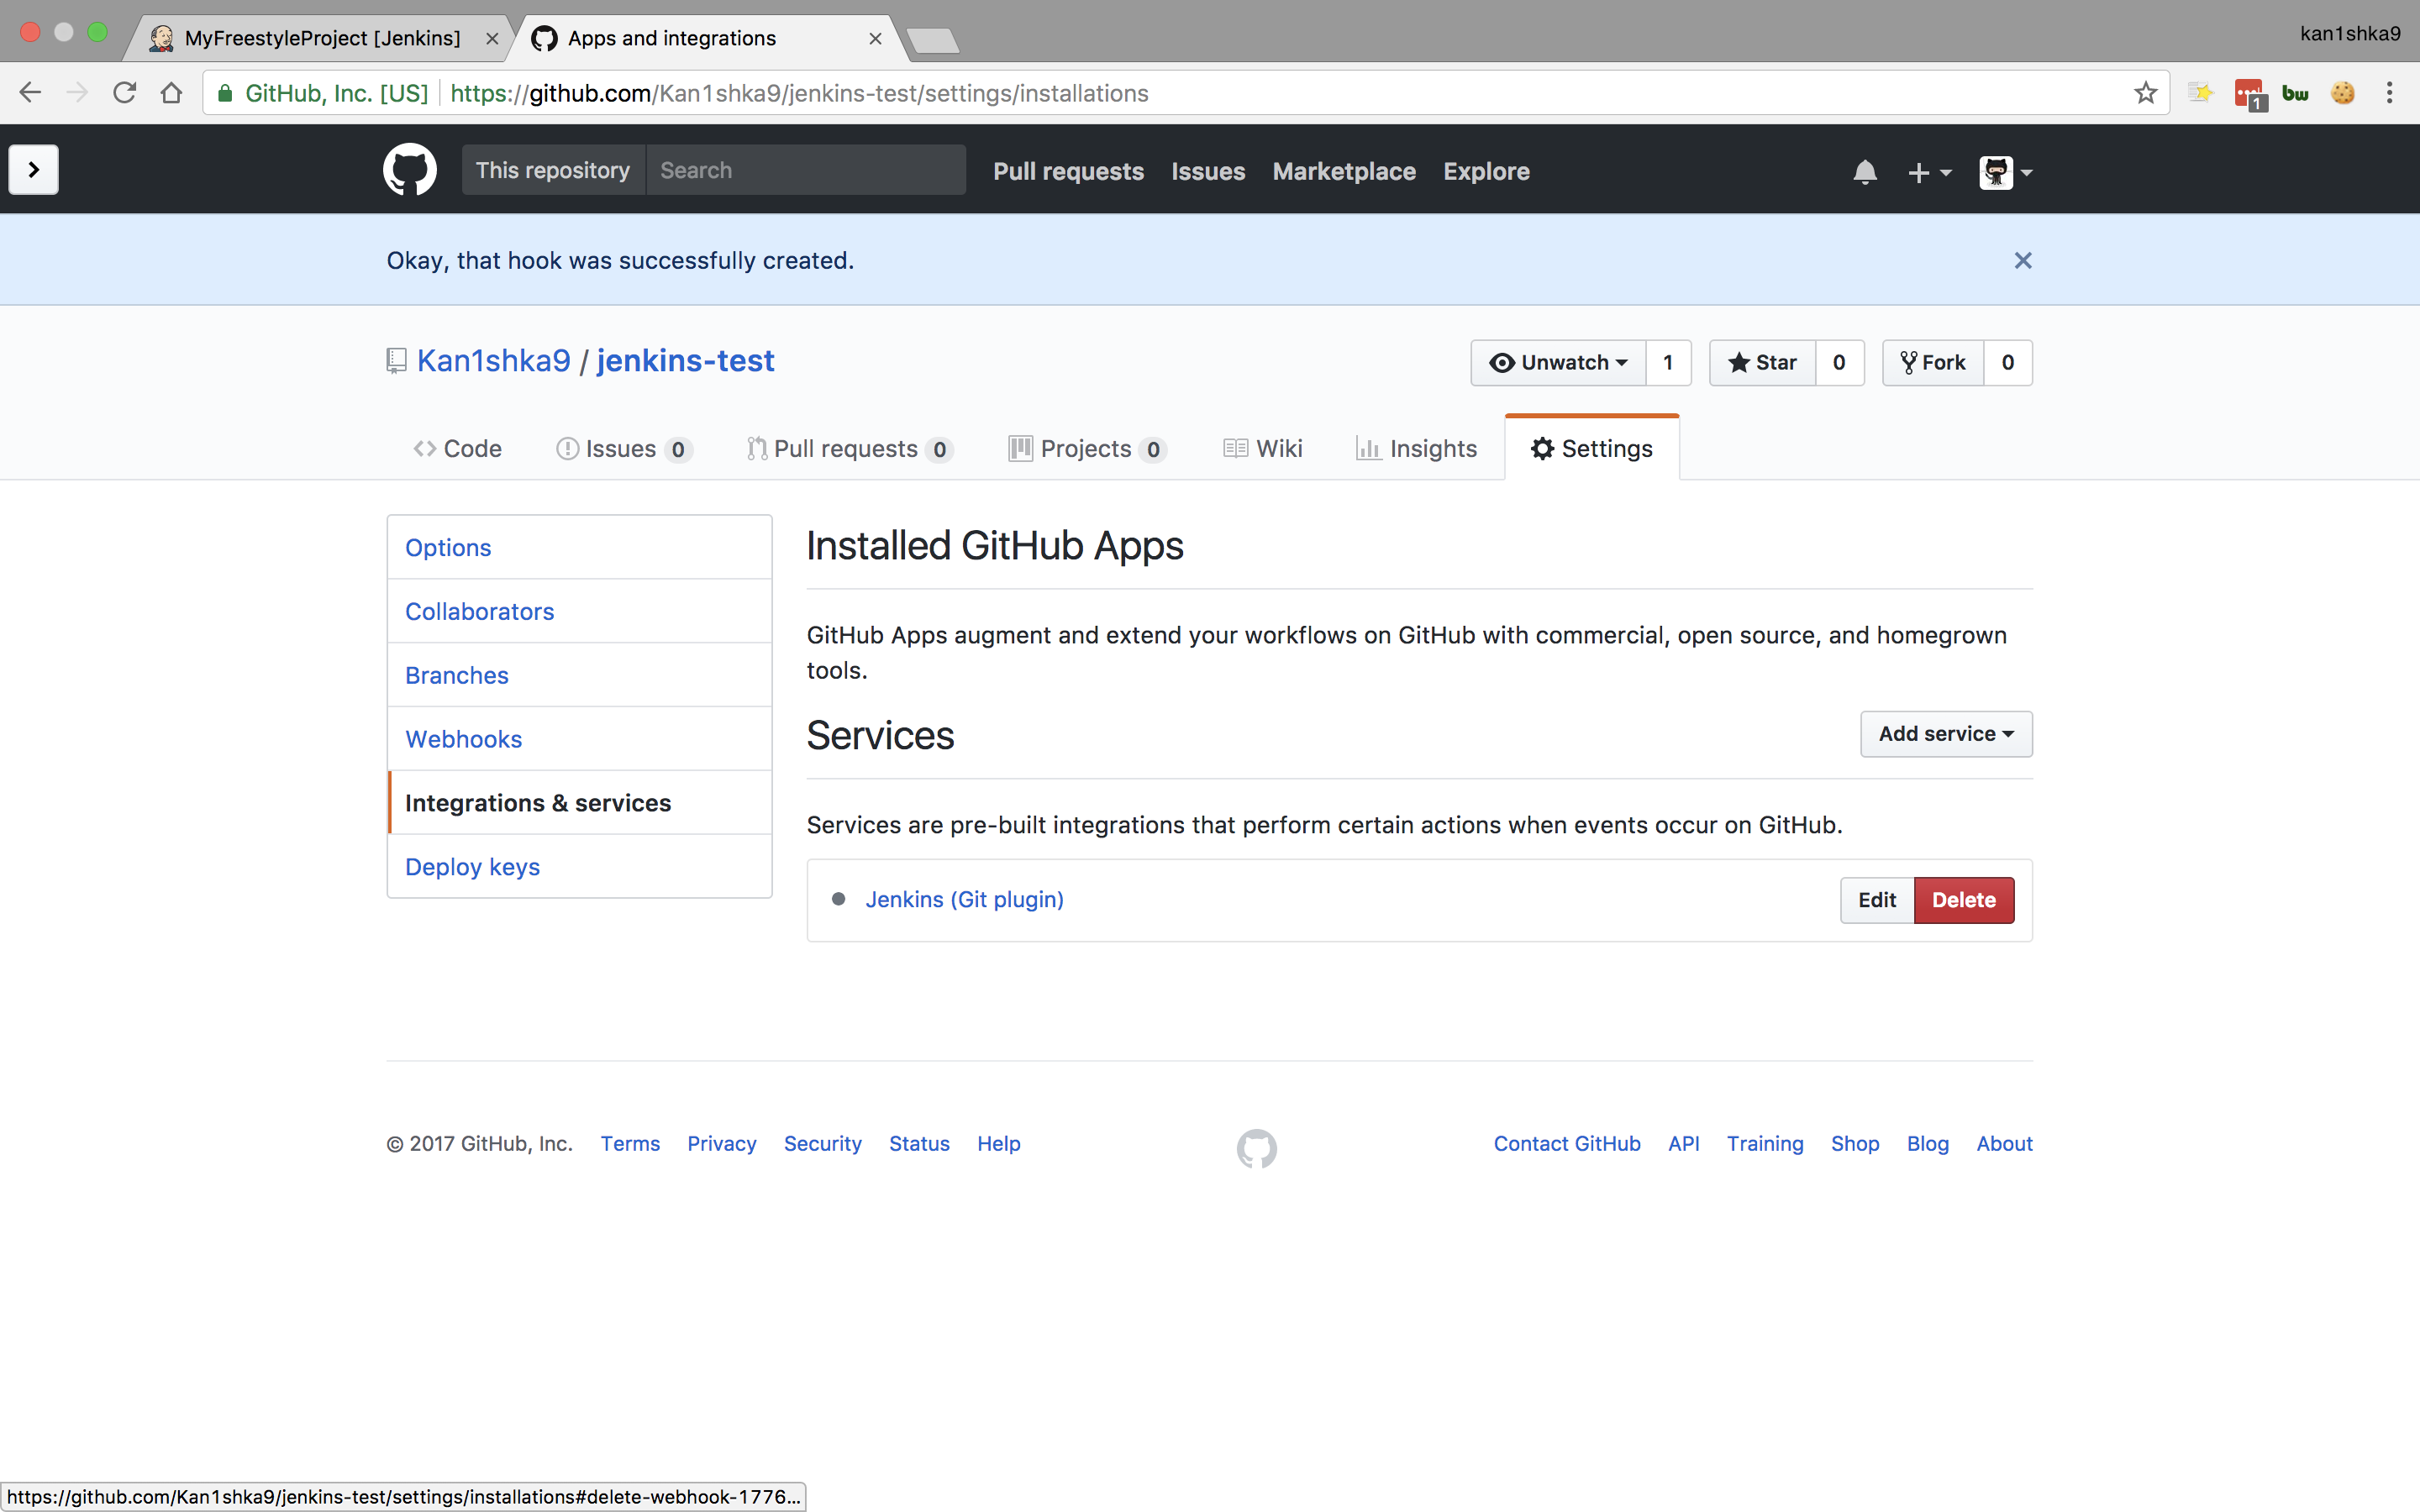 MyFreestyleProject [Jenkins]
Apps and integrations
kan1shka9
GitHub, Inc. [US]
https://github.com/Kan1shka9/jenkins-test/settings/installations
1
bw
This repository
Search
Pull requests
Issues
Marketplace
Explore
Okay, that hook was successfully created.
Kan1shka9 / jenkins-test
Unwatch
1
Star
0
Fork
0
Code
Issues 0
Pull requests 0
Projects 0
Wiki
Insights
Settings
Options
Collaborators
Branches
Webhooks
Integrations & services
Deploy keys
Installed GitHub Apps
GitHub Apps augment and extend your workflows on GitHub with commercial, open source, and homegrown
tools.
Services
Add service
Services are pre-built integrations that perform certain actions when events occur on GitHub.
Jenkins (Git plugin)
Edit
Delete
© 2017 GitHub, Inc.
Terms
Privacy
Security
Status
Help
Contact GitHub
API
Training
Shop
Blog
About
https://github.com/Kan1shka9/jenkins-test/settings/installations#delete-webhook-1776...